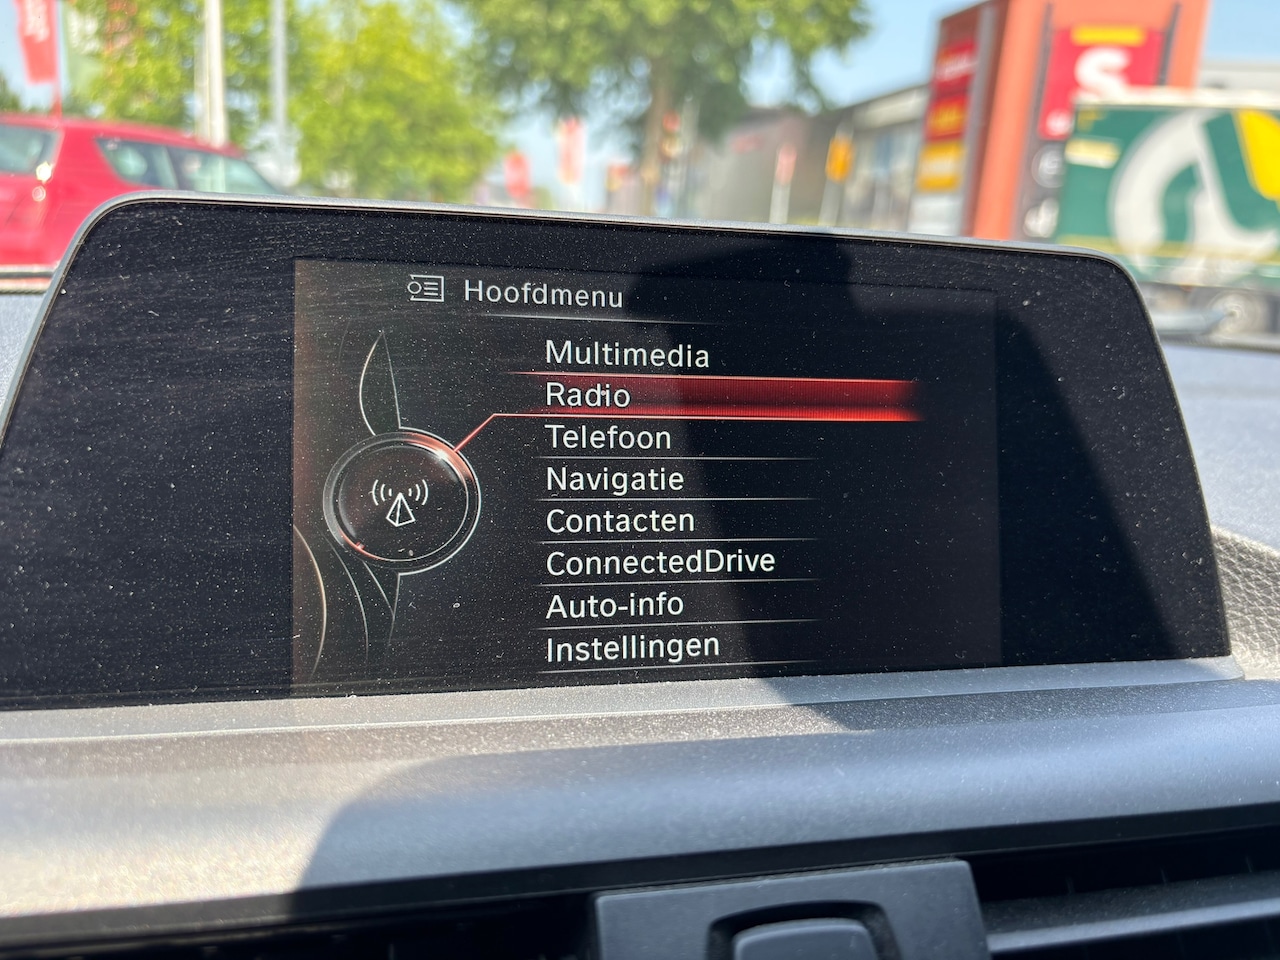 Hoofdmenu
Multimedia
Radio
Telefoon
Navigatie
Contacten
ConnectedDrive
Auto-info
Instellingen